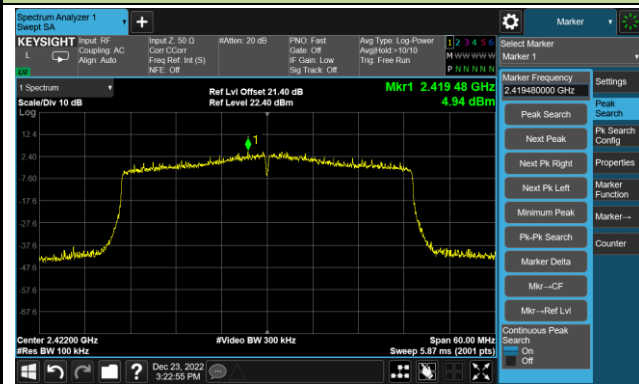 Spectrum Analyzer 1
Swept SA
Marker
KEYSIGHT
L
Input: RF
Coupling: AC
Align: Auto
Input Z: 50 Ω
Corr CCorr
Freq Ref: Int (S)
NFE: Off
#Atten: 20 dB
PNO: Fast
Gate: Off
IF Gain: Low
Sig Track: Off
Avg Type: Log-Power
Avg|Hold:>10/10
Trig: Free Run
1 2 3 4 5 6
M W W W W W
P N N N N N
Select Marker
Marker 1
1 Spectrum
Scale/Div 10 dB
Log
Ref Lvl Offset 21.40 dB
Ref Level 22.40 dBm
Mkr1 2.419 48 GHz
4.94 dBm
1
12.4
2.40
-7.60
-17.6
-27.6
-37.6
-47.6
-57.6
-67.6
Center 2.42200 GHz
#Res BW 100 kHz
#Video BW 300 kHz
Span 60.00 MHz
Sweep 5.87 ms (2001 pts)
Marker Frequency
2.419480000 GHz
Peak Search
Next Peak
Next Pk Right
Next Pk Left
Minimum Peak
Pk-Pk Search
Marker Delta
Mkr→CF
Mkr→Ref Lvl
Continuous Peak
Search
On
Off
Settings
Peak
Search
Pk Search
Config
Properties
Marker
Function
Marker→
Counter
Dec 23, 2022
3:22:55 PM